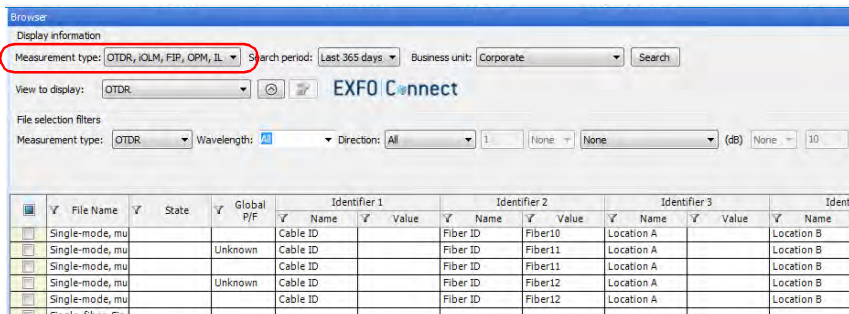 Browser
Display information
Measurement type: OTDR, iOLM, FIP, OPM, IL Search period: Last 365 days Business unit: Corporate Search
View to display: OTDR EXFO Connect
File selection filters
Measurement type: OTDR Wavelength: All Direction: All 1 None None (dB) None 10
File Name State Global P/F Identifier 1 Identifier 2 Identifier 3 Ident
Name Value Name Value Name Value Name
Single-mode, mu Cable ID Fiber ID Fiber10 Location A Location B
Single-mode, mu Unknown Cable ID Fiber ID Fiber11 Location A Location B
Single-mode, mu Cable ID Fiber ID Fiber11 Location A Location B
Single-mode, mu Unknown Cable ID Fiber ID Fiber12 Location A Location B
Single-mode, mu Cable ID Fiber ID Fiber12 Location A Location B